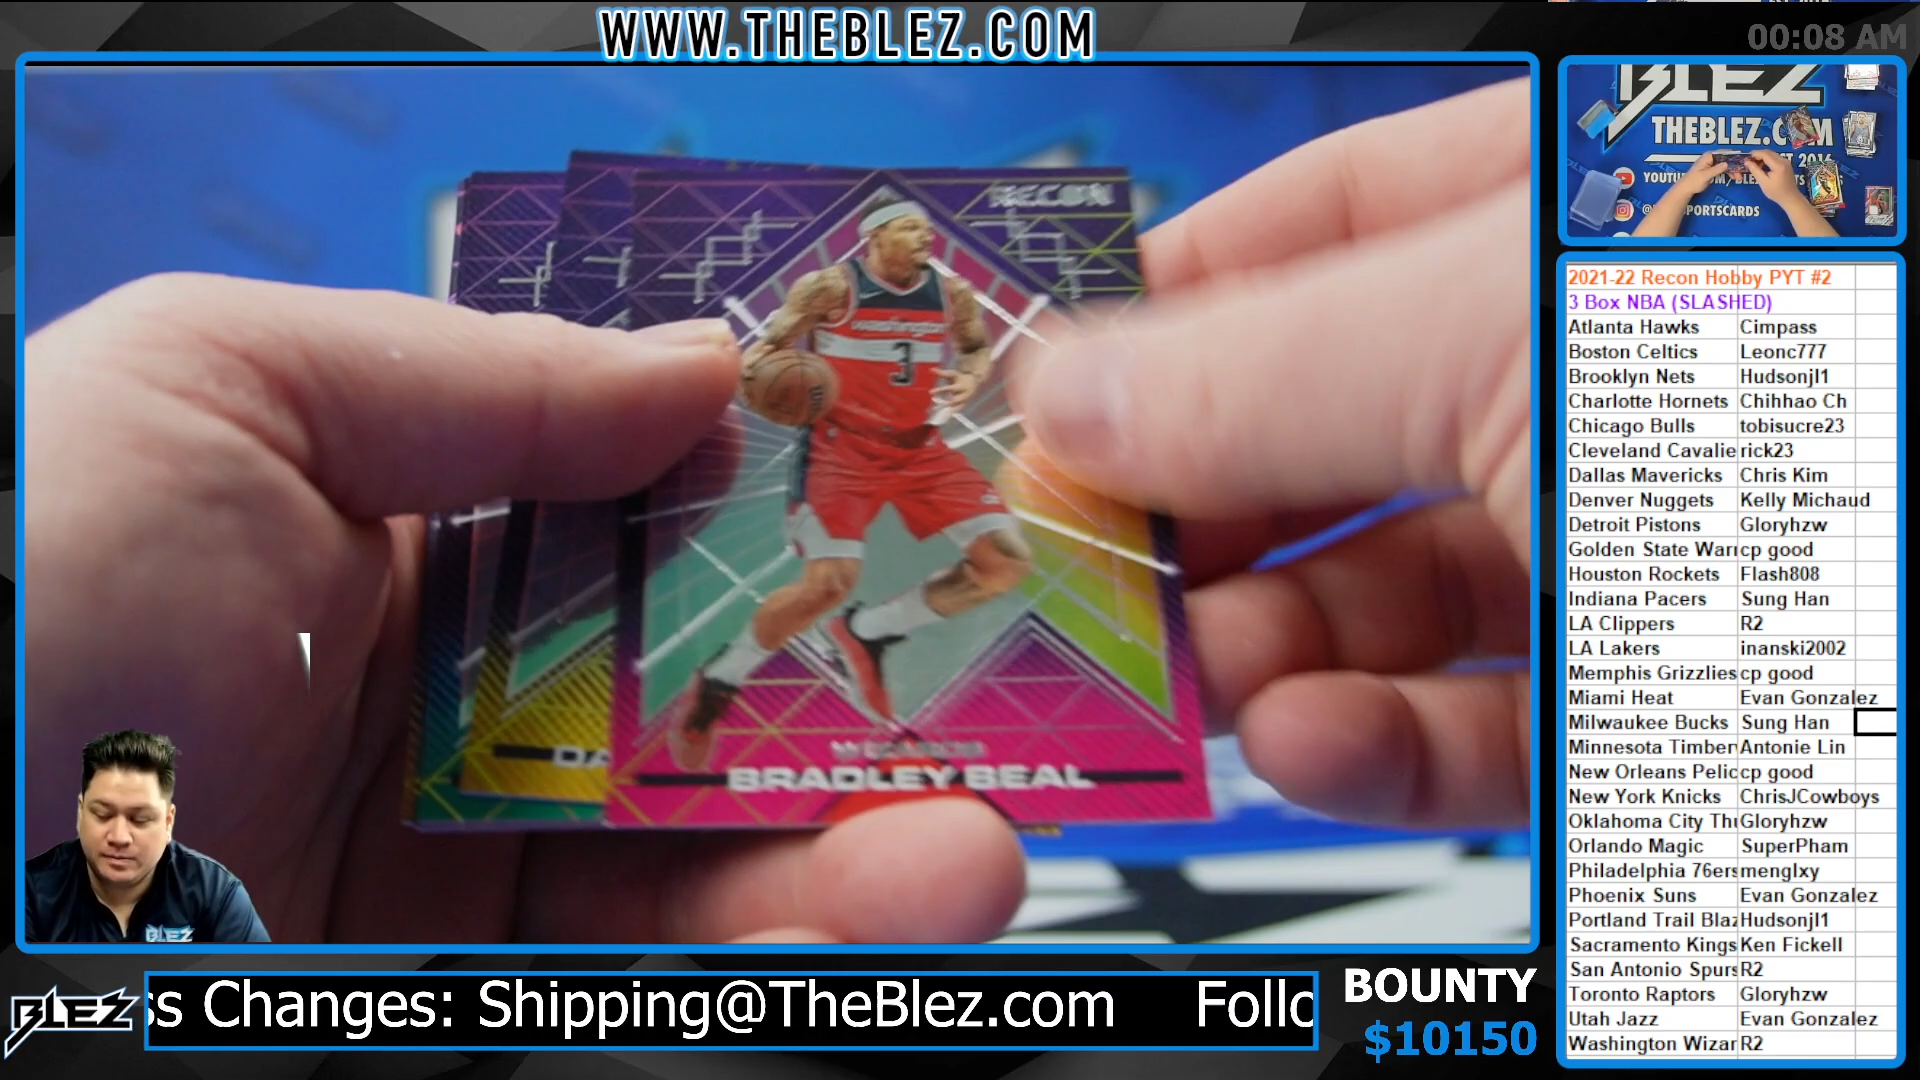 WWW.THEBLEZ.COM
00:08 AM
RECON
3
WIZARDS
BRADLEY BEAL
DA
BLEZ
THEBLEZ.COM
2021-22 Recon Hobby PYT #2
3 Box NBA (SLASHED)
Atlanta Hawks Cimpass
Boston Celtics Leonc777
Brooklyn Nets Hudsonjl1
Charlotte Hornets Chihhao Ch
Chicago Bulls tobisucre23
Cleveland Cavalie rick23
Dallas Mavericks Chris Kim
Denver Nuggets Kelly Michaud
Detroit Pistons Gloryhzw
Golden State Warr cp good
Houston Rockets Flash808
Indiana Pacers Sung Han
LA Clippers R2
LA Lakers inanski2002
Memphis Grizzlies cp good
Miami Heat Evan Gonzalez
Milwaukee Bucks Sung Han
Minnesota Timber Antonie Lin
New Orleans Pelic cp good
New York Knicks ChrisJCowboys
Oklahoma City Thu Gloryhzw
Orlando Magic SuperPham
Philadelphia 76ers menglxy
Phoenix Suns Evan Gonzalez
Portland Trail Blaz Hudsonjl1
Sacramento Kings Ken Fickell
San Antonio Spurs R2
Toronto Raptors Gloryhzw
Utah Jazz Evan Gonzalez
Washington Wizar R2
BLEZ
BLEZ
ss Changes: Shipping@TheBlez.com Follo
BOUNTY
$10150